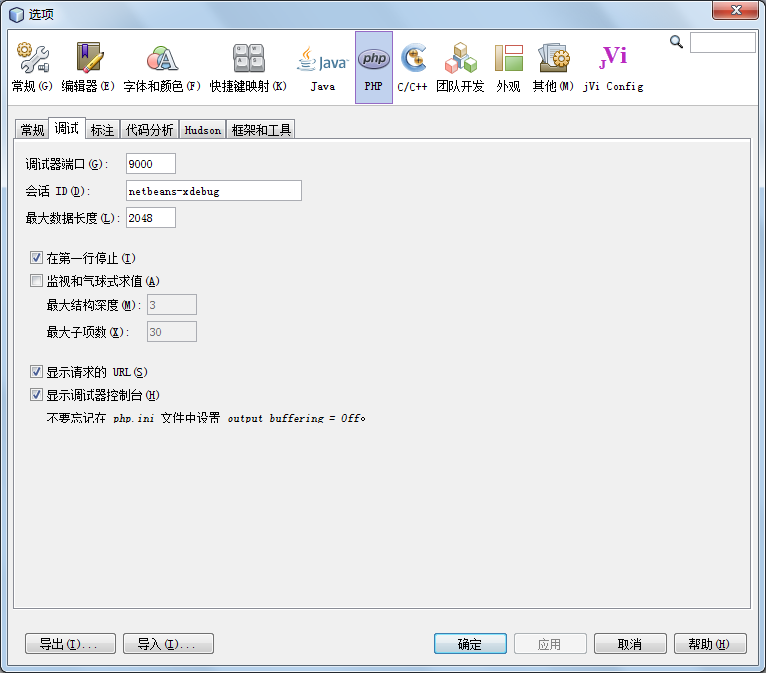 选项
常规(G) 编辑器(E) 字体和颜色(F) 快捷键映射(K) Java Java php PHP C C/C++ 团队开发 外观 其他(M) jVi jVi Config
常规 调试 标注 代码分析 Hudson 框架和工具
调试器端口(G): 9000
会话 ID(D): netbeans-xdebug
最大数据长度(L): 2048
在第一行停止(I)
监视和气球式求值(A)
最大结构深度(M): 3
最大子项数(X): 30
显示请求的 URL(S)
显示调试器控制台(H)
不要忘记在 php.ini 文件中设置 output buffering = Off。
导出(I)... 导入(I)... 确定 应用 取消 帮助(H)